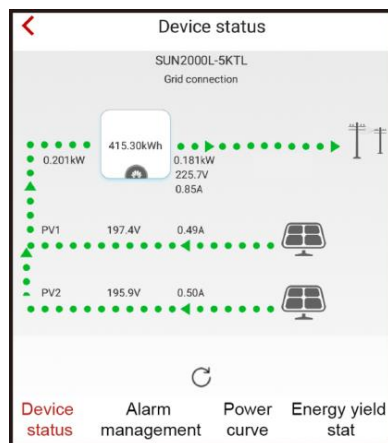 Device status
SUN2000L-5KTL
Grid connection
415.30kWh
0.201kW
0.181kW
225.7V
0.85A
PV1 197.4V 0.49A
PV2 195.9V 0.50A
Device status
Alarm management
Power curve
Energy yield stat